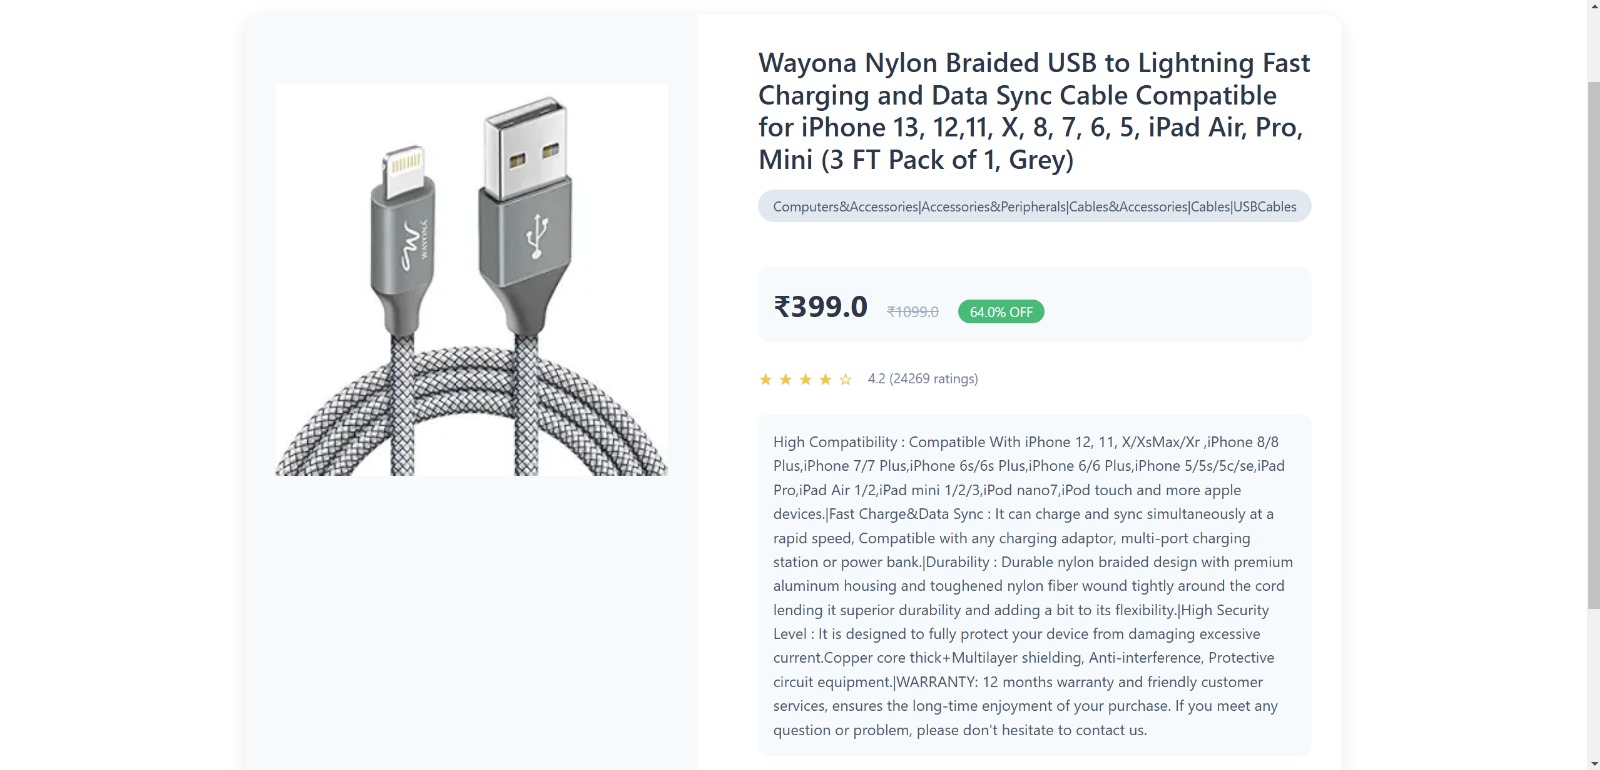 WAYONA
Wayona Nylon Braided USB to Lightning Fast
Charging and Data Sync Cable Compatible
for iPhone 13, 12,11, X, 8, 7, 6, 5, iPad Air, Pro,
Mini (3 FT Pack of 1, Grey)
Computers&Accessories|Accessories&Peripherals|Cables&Accessories|Cables|USBCables
₹399.0 ₹1099.0 64.0% OFF
★ ★ ★ ★ ☆ 4.2 (24269 ratings)
High Compatibility : Compatible With iPhone 12, 11, X/XsMax/Xr ,iPhone 8/8
Plus,iPhone 7/7 Plus,iPhone 6s/6s Plus,iPhone 6/6 Plus,iPhone 5/5s/5c/se,iPad
Pro,iPad Air 1/2,iPad mini 1/2/3,iPod nano7,iPod touch and more apple
devices.|Fast Charge&Data Sync : It can charge and sync simultaneously at a
rapid speed, Compatible with any charging adaptor, multi-port charging
station or power bank.|Durability : Durable nylon braided design with premium
aluminum housing and toughened nylon fiber wound tightly around the cord
lending it superior durability and adding a bit to its flexibility.|High Security
Level : It is designed to fully protect your device from damaging excessive
current.Copper core thick+Multilayer shielding, Anti-interference, Protective
circuit equipment.|WARRANTY: 12 months warranty and friendly customer
services, ensures the long-time enjoyment of your purchase. If you meet any
question or problem, please don't hesitate to contact us.